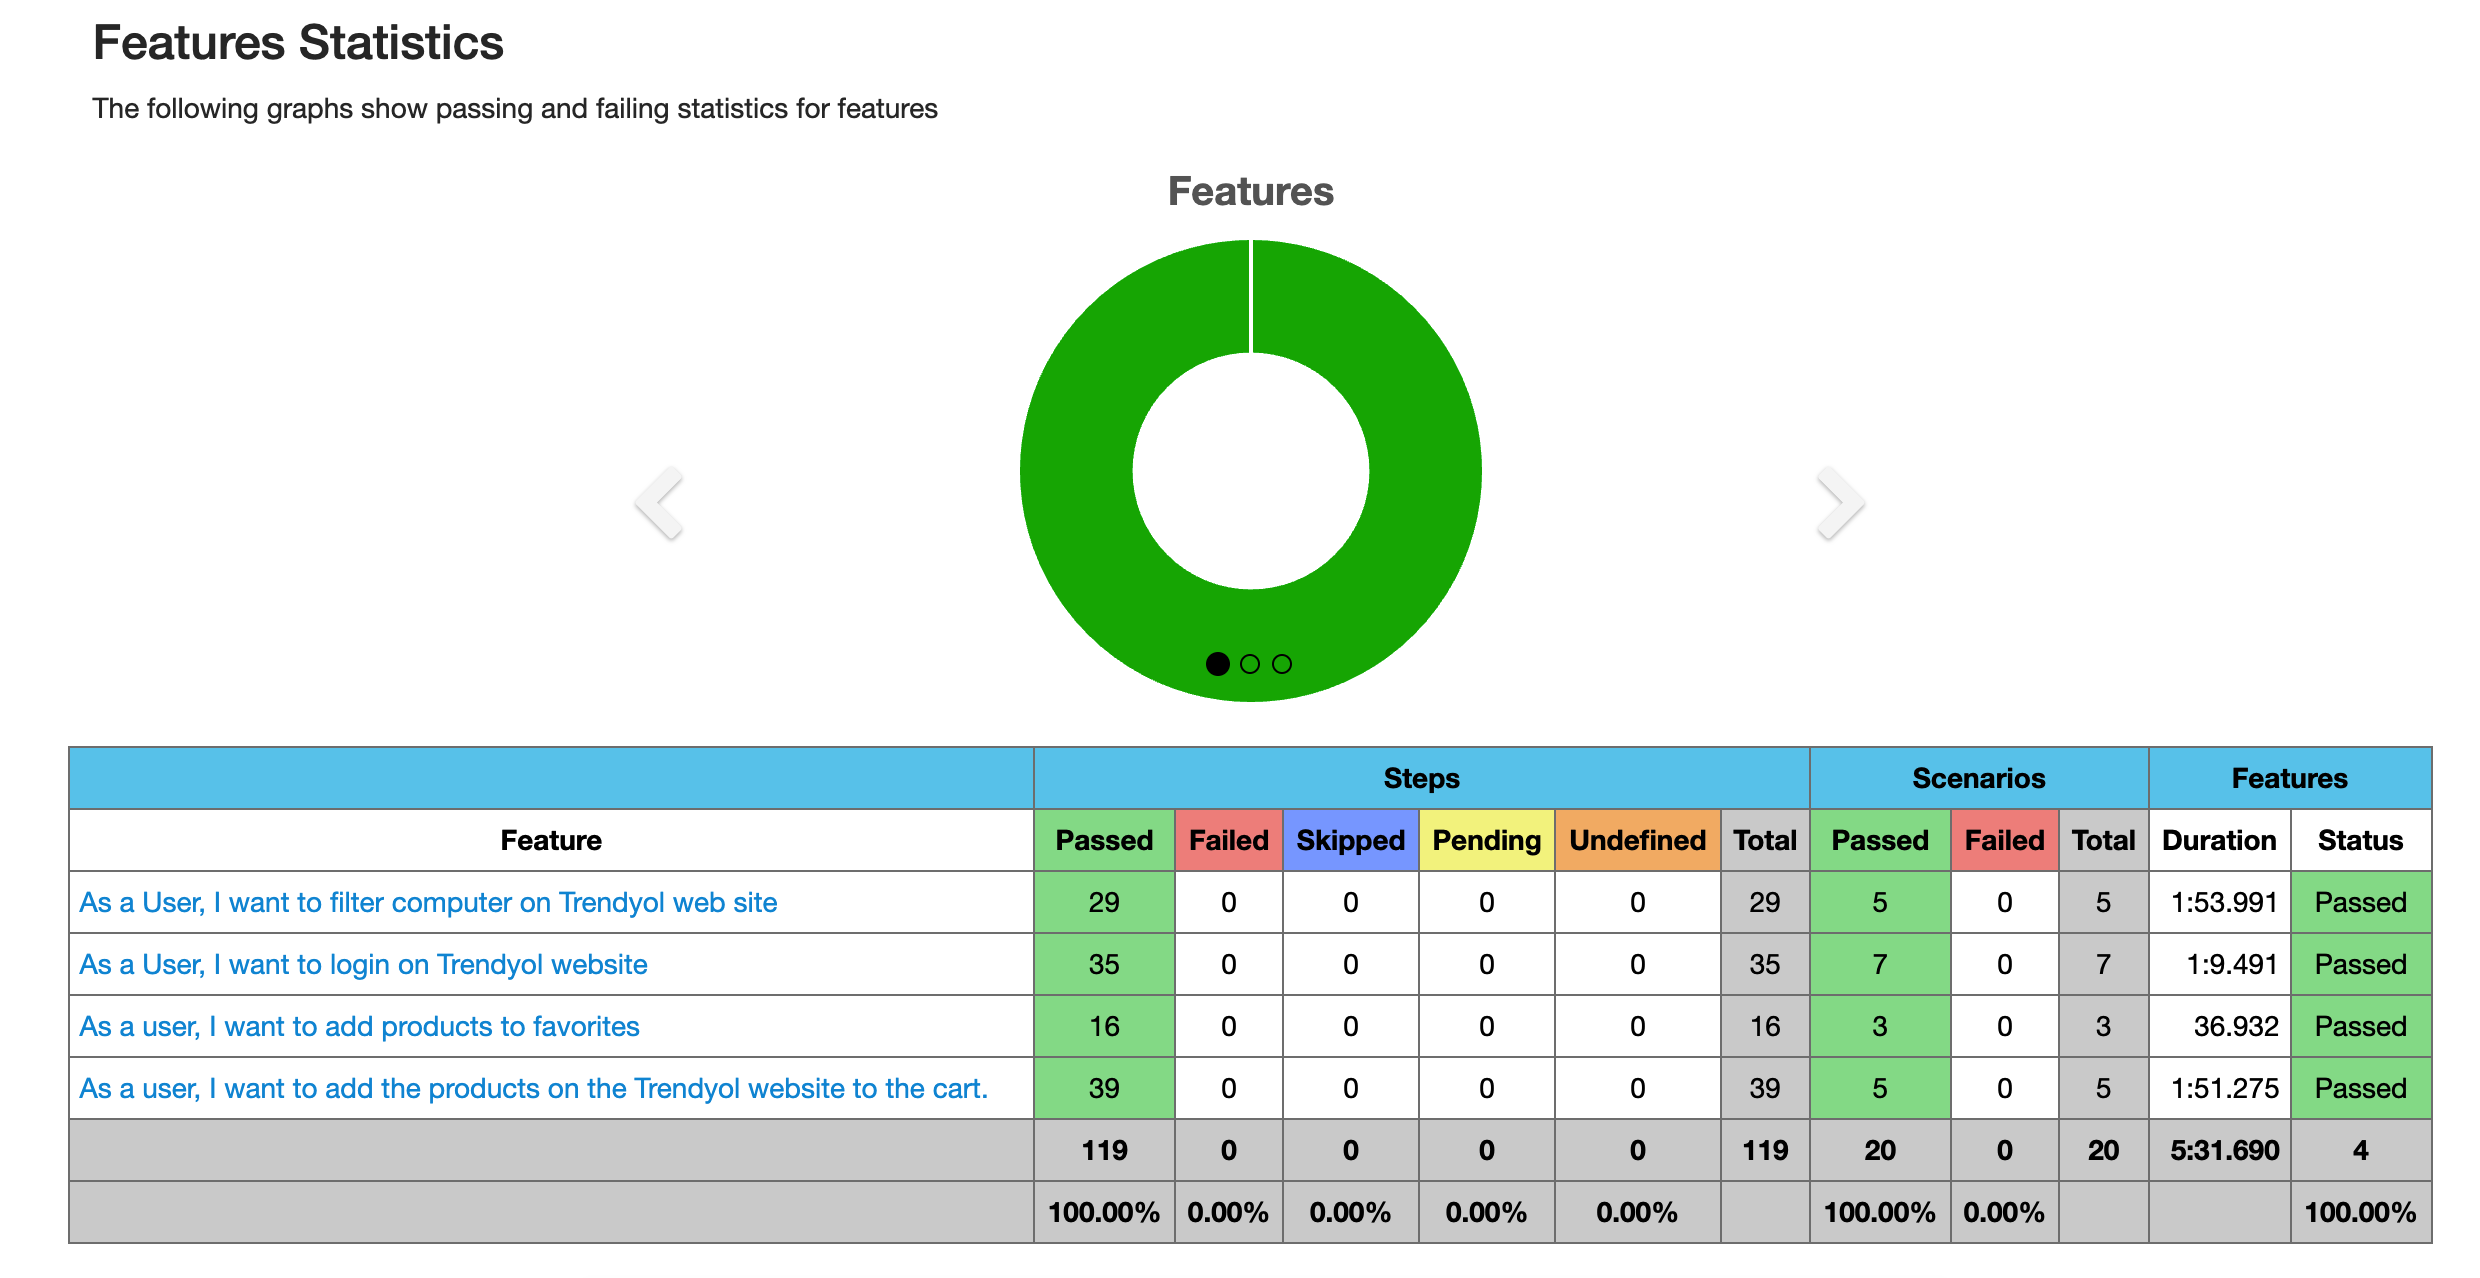 Features Statistics
The following graphs show passing and failing statistics for features
Features
Steps Scenarios Features
Feature Passed Failed Skipped Pending Undefined Total Passed Failed Total Duration Status
As a User, I want to filter computer on Trendyol web site 29 0 0 0 0 29 5 0 5 1:53.991 Passed
As a User, I want to login on Trendyol website 35 0 0 0 0 35 7 0 7 1:9.491 Passed
As a user, I want to add products to favorites 16 0 0 0 0 16 3 0 3 36.932 Passed
As a user, I want to add the products on the Trendyol website to the cart. 39 0 0 0 0 39 5 0 5 1:51.275 Passed
119 0 0 0 0 119 20 0 20 5:31.690 4
100.00% 0.00% 0.00% 0.00% 0.00% 100.00% 0.00% 100.00%